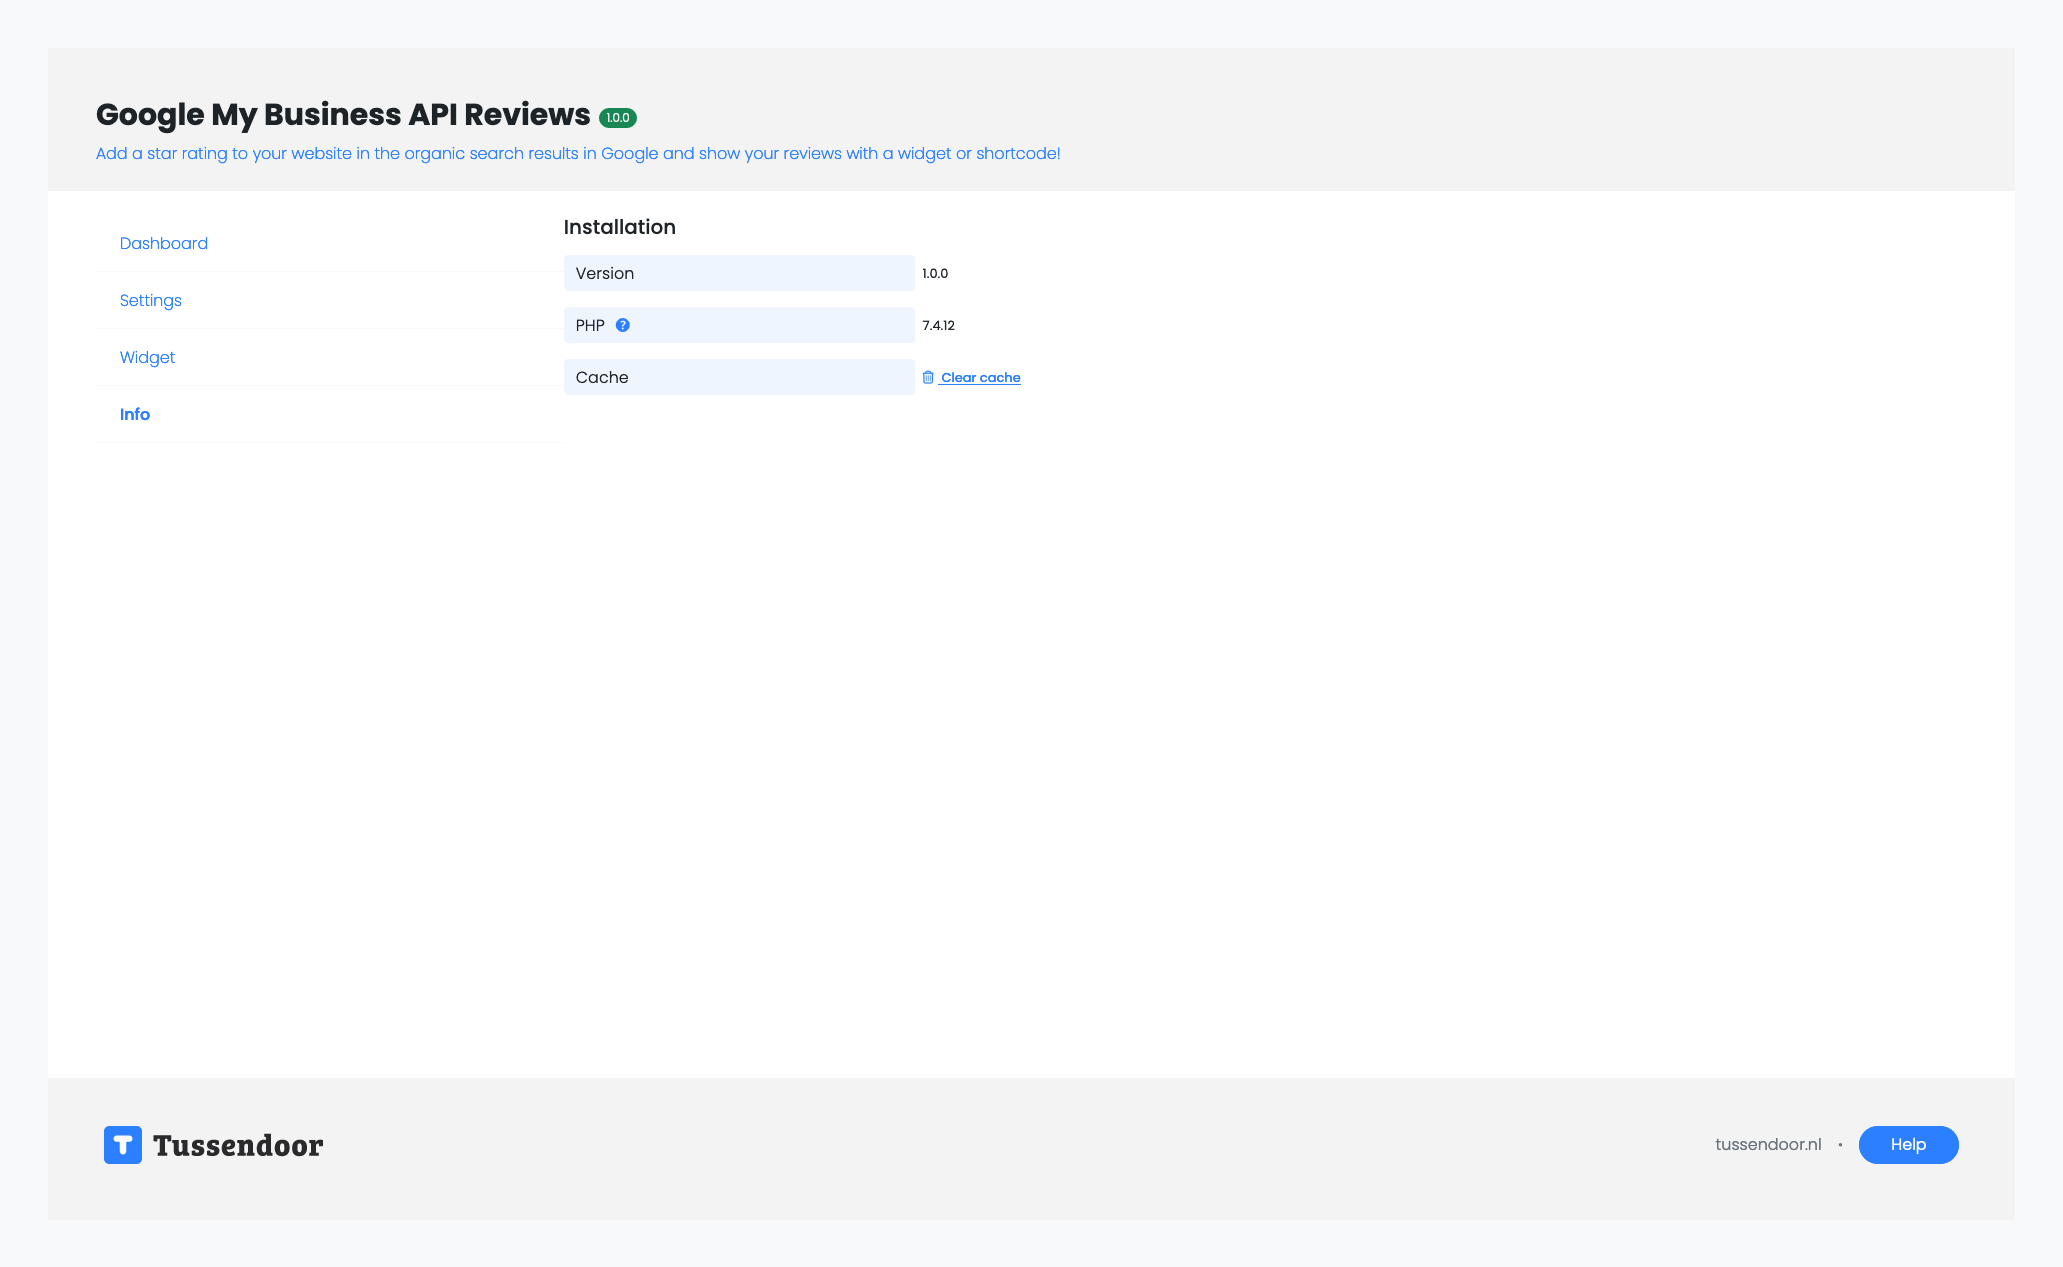 Google My Business API Reviews 1.0.0
Add a star rating to your website in the organic search results in Google and show your reviews with a widget or shortcode!
Dashboard
Settings
Widget
Info
Installation
Version 1.0.0
PHP ? 7.4.12
Cache Clear cache
T Tussendoor
tussendoor.nl • Help